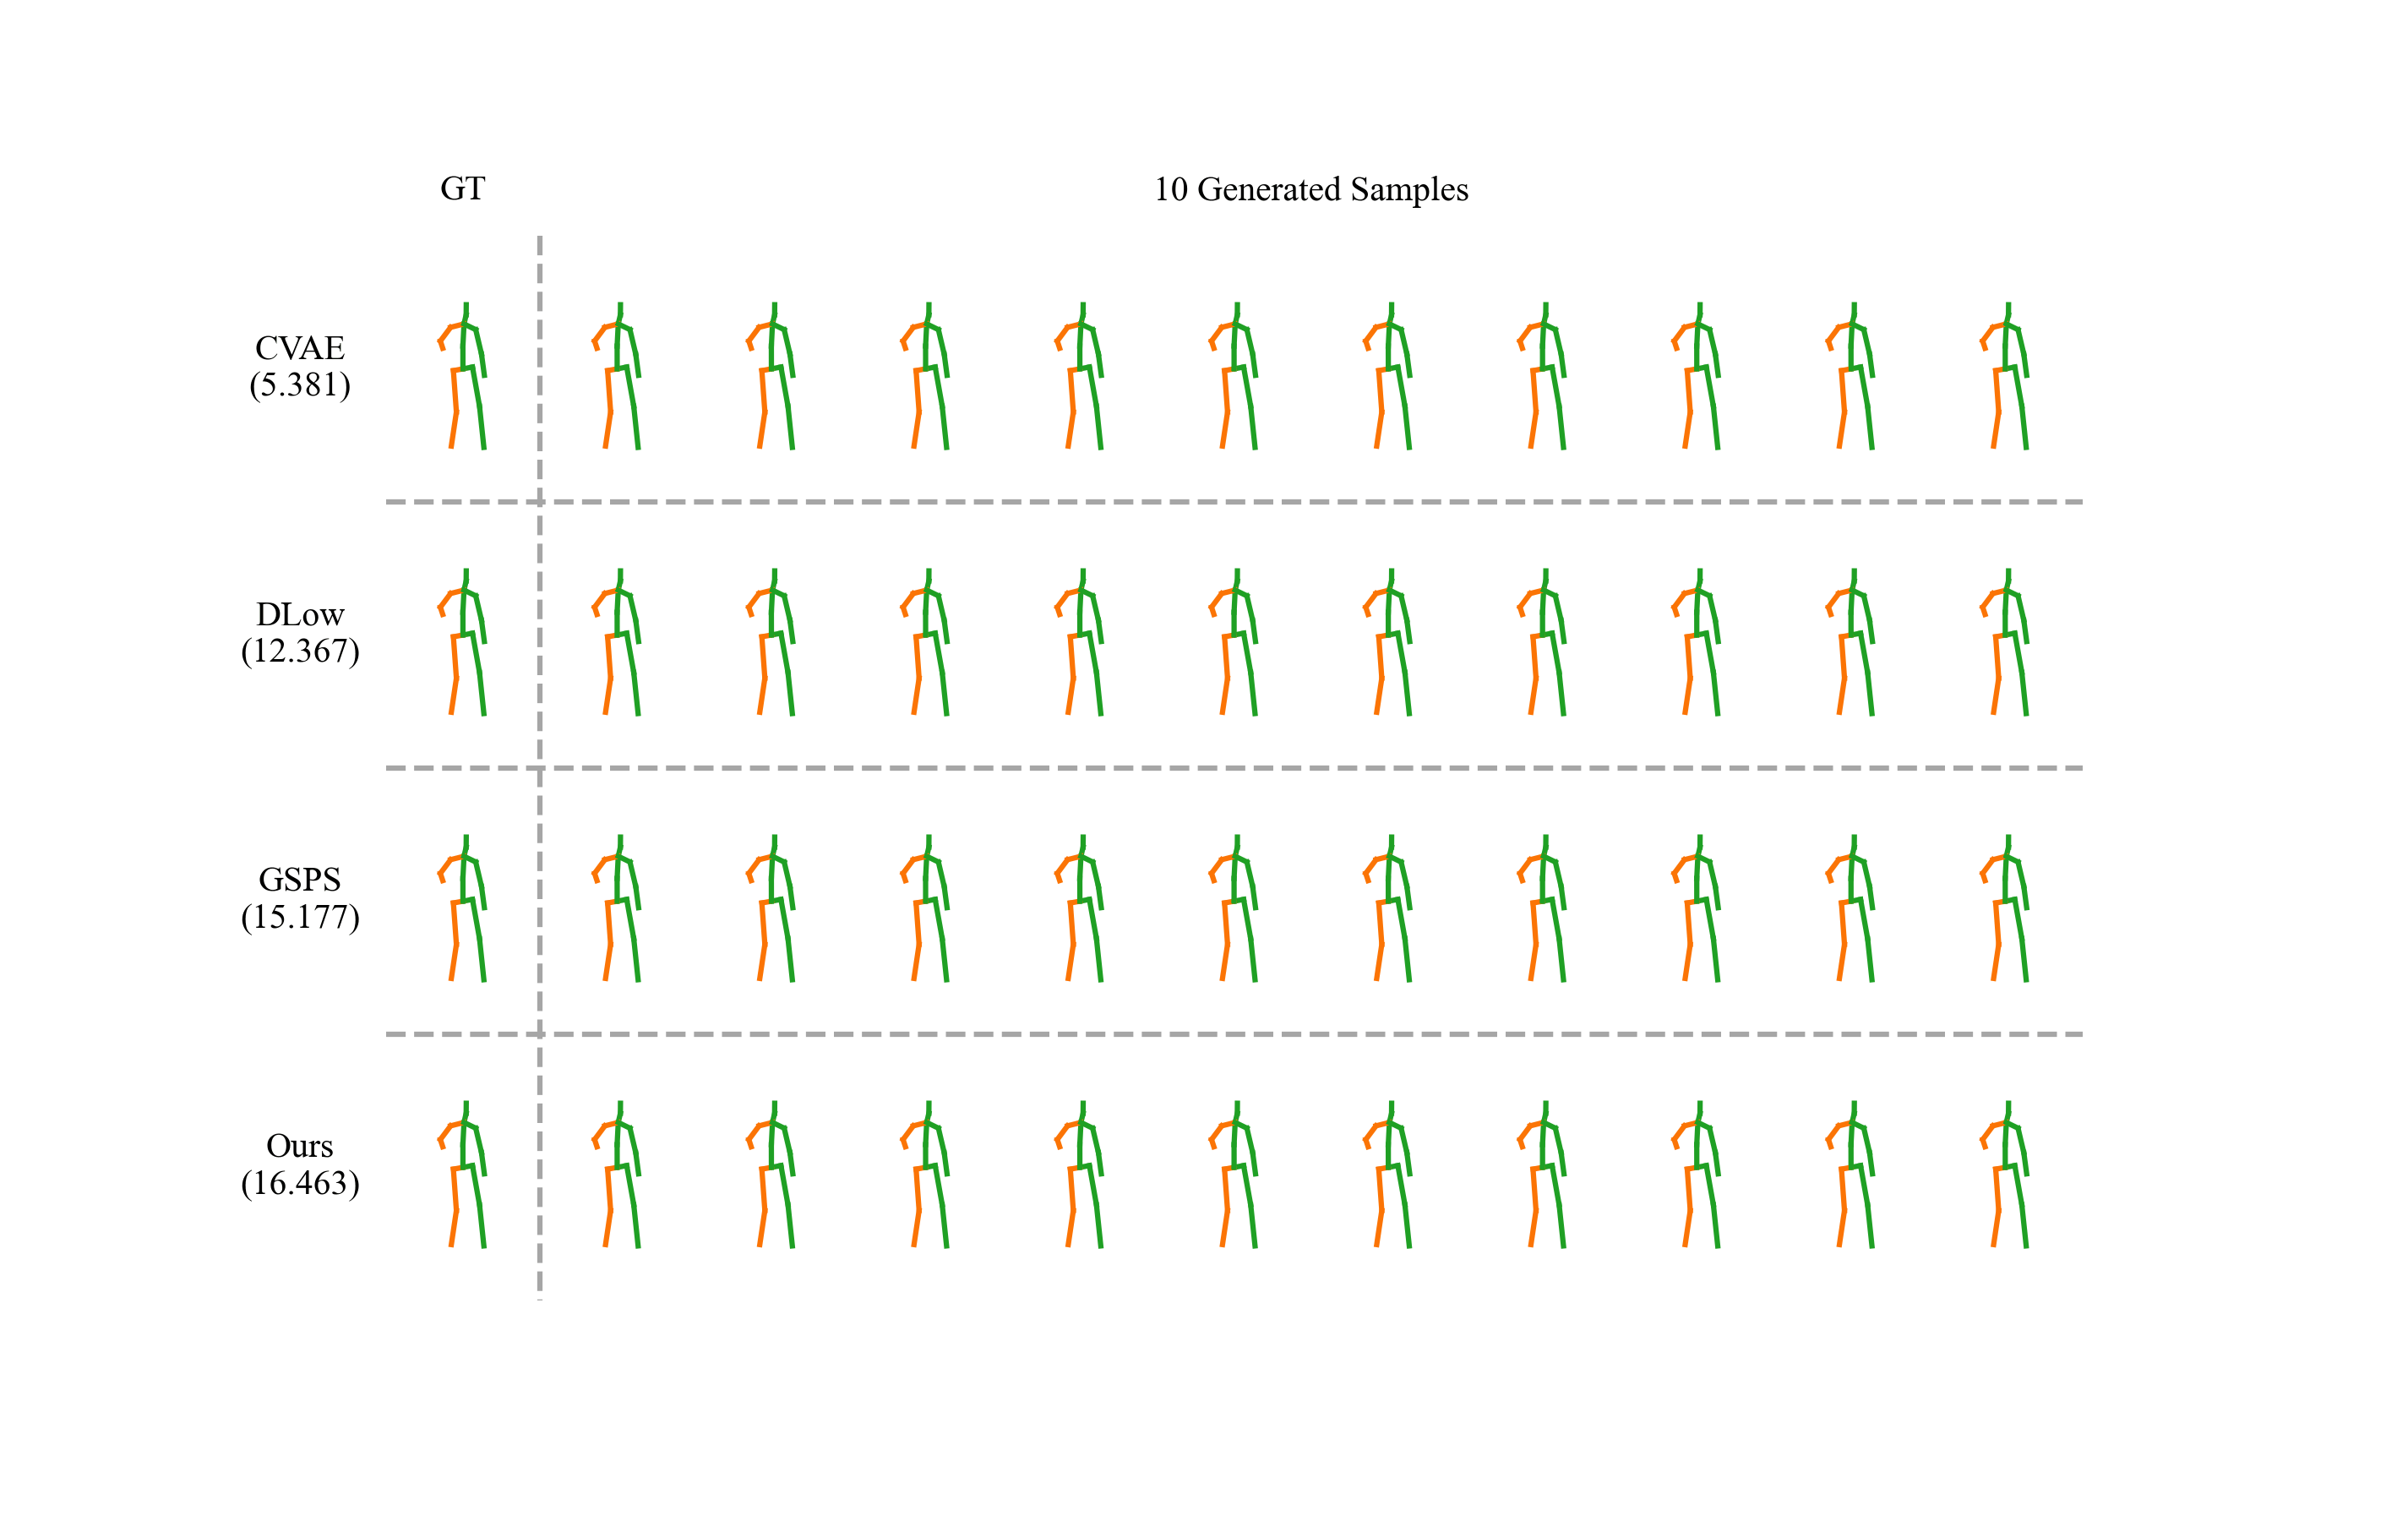 GT
10 Generated Samples
CVAE
(5.381)
DLow
(12.367)
GSPS
(15.177)
Ours
(16.463)